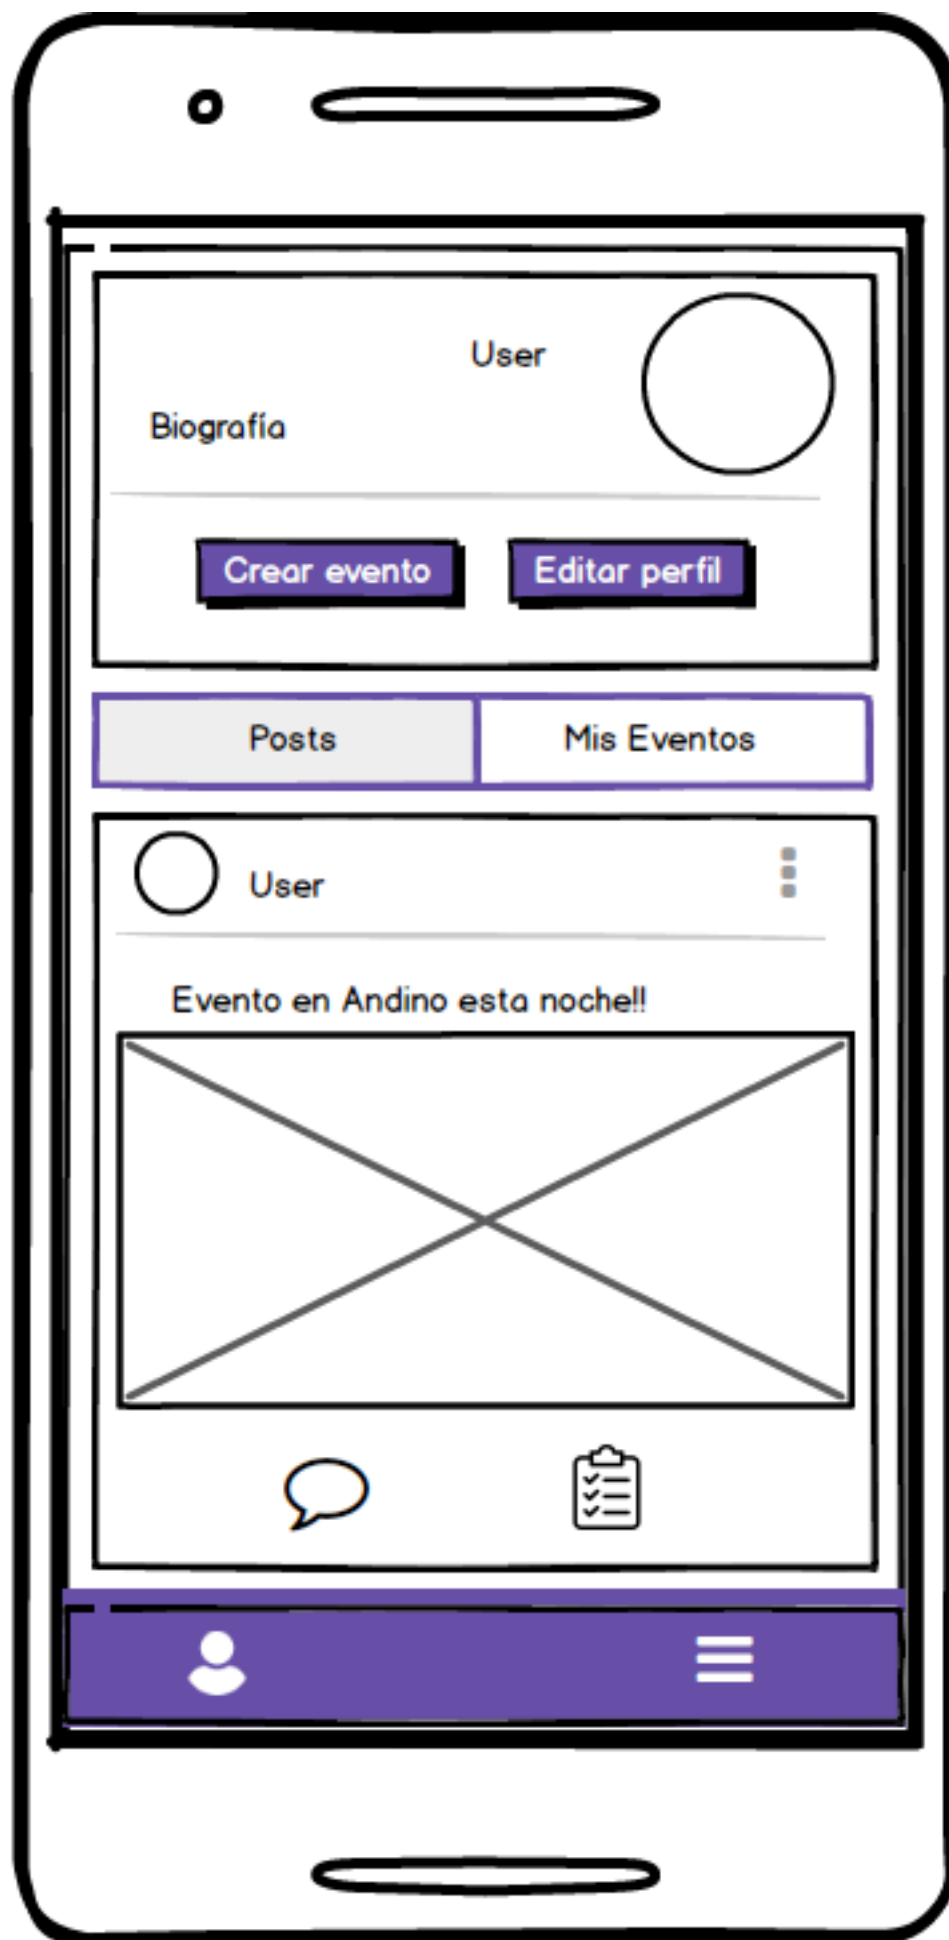 User
Biografía
Crear evento
Editar perfil
Posts
Mis Eventos
User
Evento en Andino esta noche!!